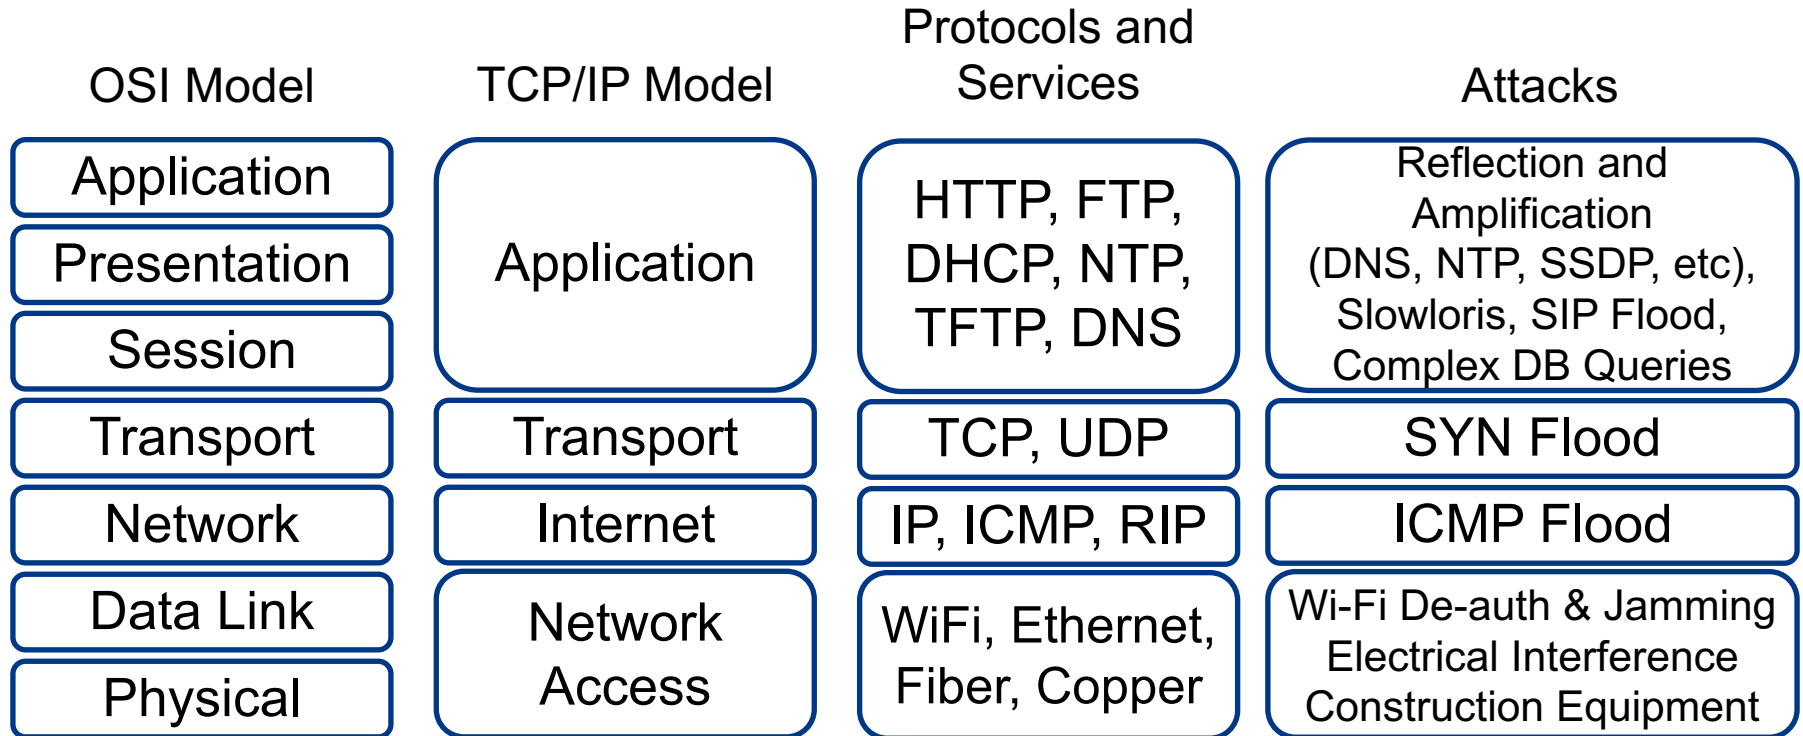 OSI Model
TCP/IP Model
Protocols and
Services
Attacks
Application
Presentation
Session
Transport
Network
Data Link
Physical
Application
Transport
Internet
Network
Access
HTTP, FTP,
DHCP, NTP,
TFTP, DNS
TCP, UDP
IP, ICMP, RIP
WiFi, Ethernet,
Fiber, Copper
Reflection and
Amplification
(DNS, NTP, SSDP, etc),
Slowloris, SIP Flood,
Complex DB Queries
SYN Flood
ICMP Flood
Wi-Fi De-auth & Jamming
Electrical Interference
Construction Equipment